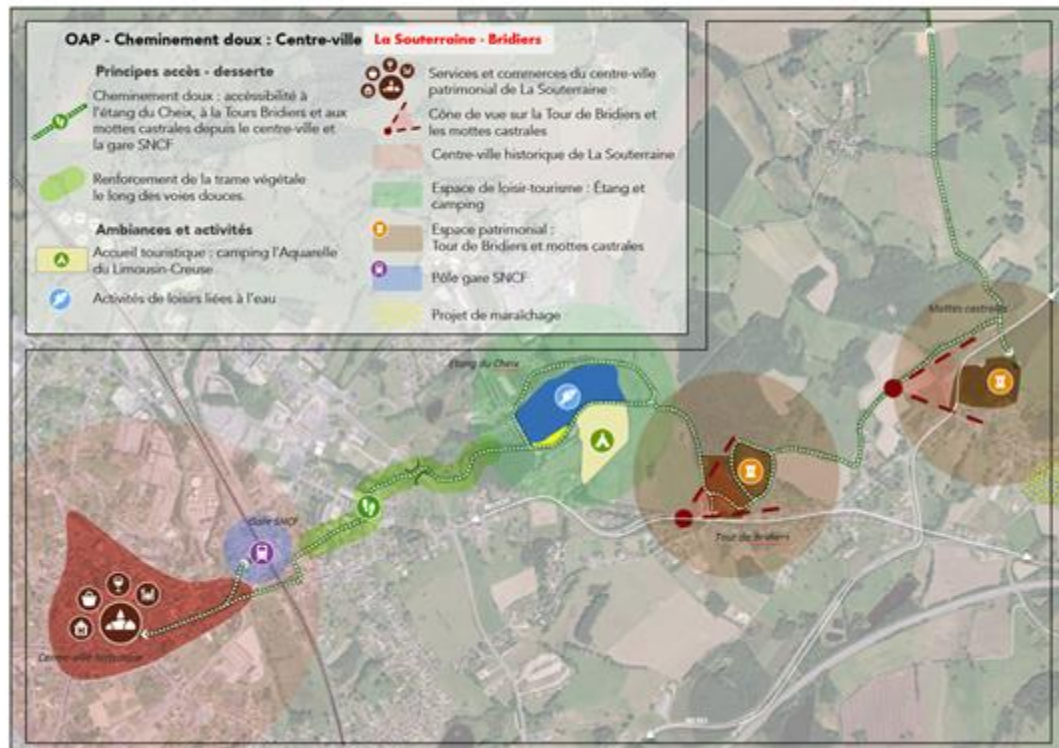 OAP - Cheminement doux : Centre-ville La Souterraine - Bridiers
Principes accès - desserte
Cheminement doux : accéssibilité à
l'étang du Cheix, à la Tours Bridiers et aux
mottes castrales depuis le centre-ville et
la gare SNCF
Renforcement de la trame végétale
le long des voies douces.
Ambiances et activités
Accueil touristique : camping l'Aquarelle
du Limousin-Creuse
Activités de loisirs liées à l'eau
Services et commerces du centre-ville
patrimonial de La Souterraine
Cône de vue sur la Tour de Bridiers et
les mottes castrales
Centre-ville historique de La Souterraine
Espace de loisir-tourisme : Étang et
camping
Espace patrimonial :
Tour de Bridiers et mottes castrales
Pôle gare SNCF
Projet de maraîchage
Mottes castrales
Étang du Cheix
Gare SNCF
Tour de Bridiers
Centre-ville historique